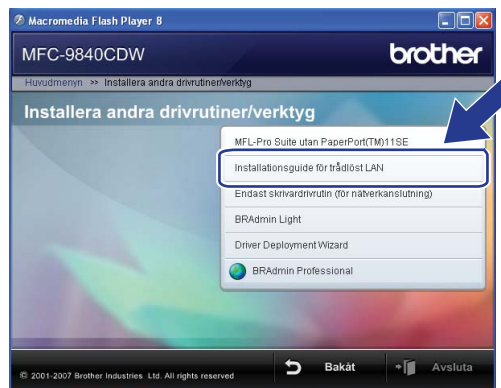 Macromedia Flash Player 8
MFC-9840CDW
brother
Huvudmenyn >> Installera andra drivrutiner/verktyg
Installera andra drivrutiner/verktyg
MFL-Pro Suite utan PaperPort(TM)11SE
Installationsguide för trådlöst LAN
Endast skrivardrivrutin (för nätverkanslutning)
BRAdmin Light
Driver Deployment Wizard
BRAdmin Professional
© 2001-2007 Brother Industries Ltd. All rights reserved
Bakåt
Avsluta